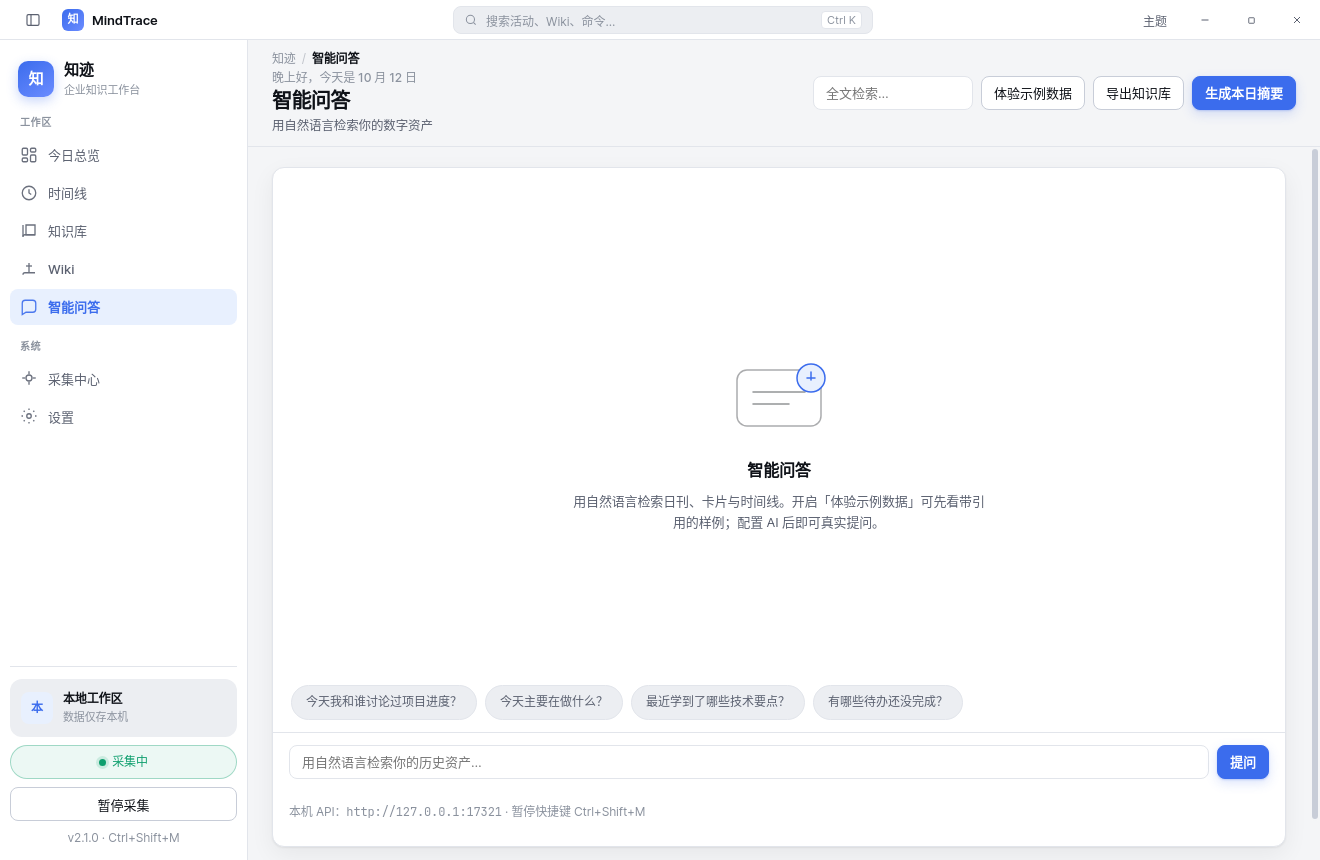 知 MindTrace
搜索活动、Wiki、命令...
Ctrl K
主题
知
知迹
企业知识工作台
工作区
今日总览
时间线
知识库
Wiki
智能问答
系统
采集中心
设置
本
本地工作区
数据仅存本机
采集中
暂停采集
v2.1.0 · Ctrl+Shift+M
知迹 / 智能问答
晚上好，今天是 10 月 12 日
智能问答
用自然语言检索你的数字资产
全文检索...
体验示例数据
导出知识库
生成本日摘要
智能问答
用自然语言检索日刊、卡片与时间线。开启「体验示例数据」可先看带引
用的样例；配置 AI 后即可真实提问。
今天我和谁讨论过项目进度？
今天主要在做什么？
最近学到了哪些技术要点？
有哪些待办还没完成？
用自然语言检索你的历史资产...
提问
本机 API：http://127.0.0.1:17321 · 暂停快捷键 Ctrl+Shift+M